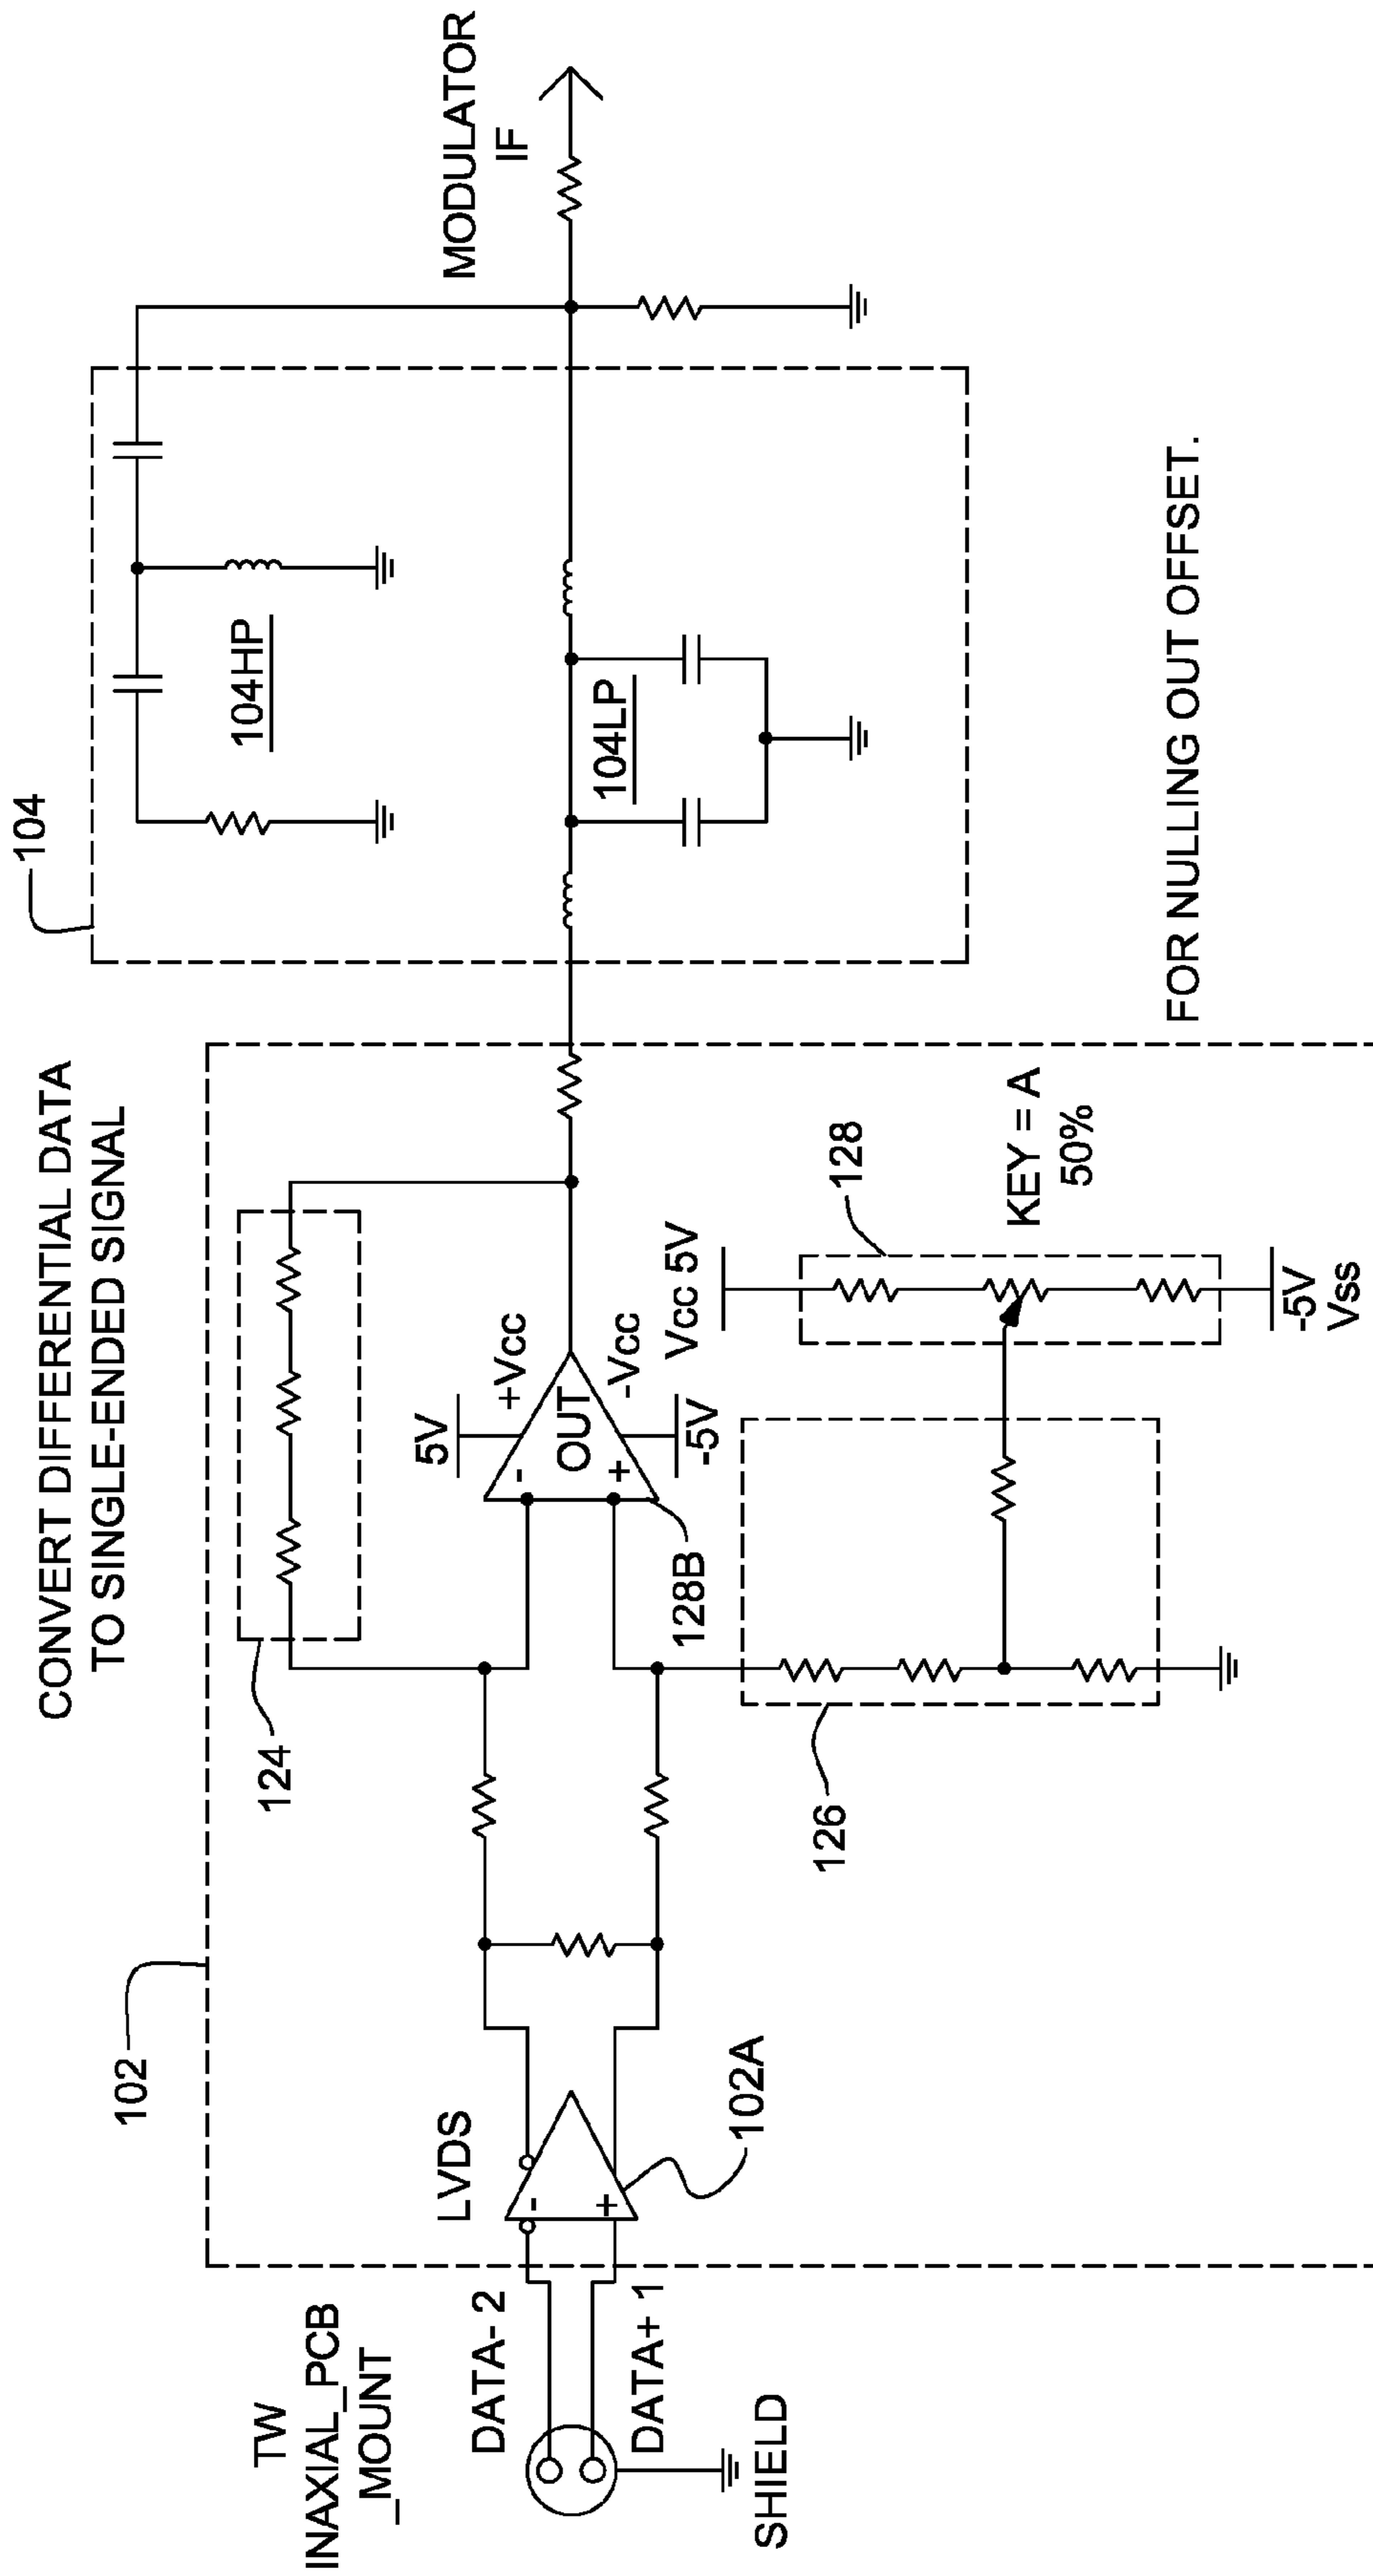 CONVERT DIFFERENTIAL DATA
TO SINGLE-ENDED SIGNAL
102
124
104
104HP
104LP
MODULATOR
IF
TW
INAXIAL_PCB
_MOUNT
DATA- 2
DATA+ 1
SHIELD
LVDS
-
+
102A
5V
+Vcc
-
OUT
+
-Vcc
-5V
128B
126
Vcc 5V
128
KEY = A
50%
-5V
Vss
FOR NULLING OUT OFFSET.